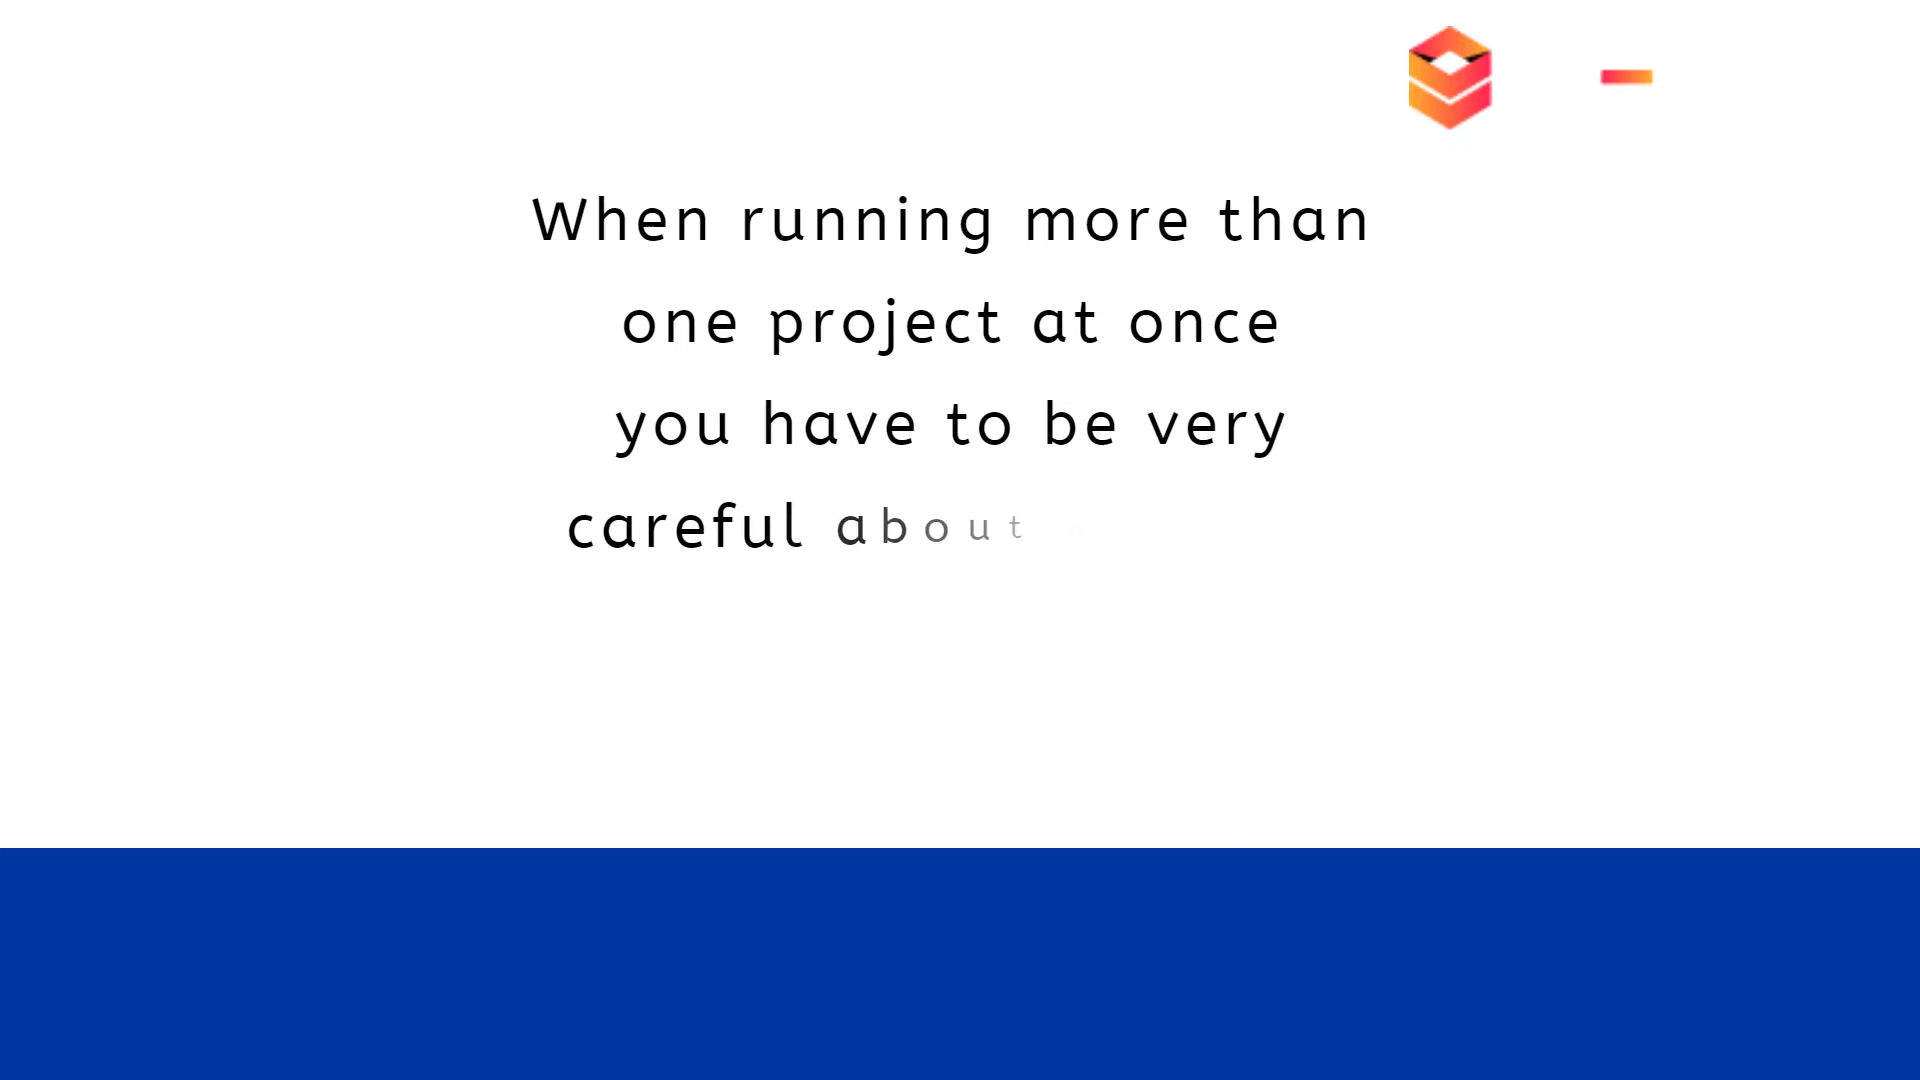 When running more than
one project at once
you have to be very
careful about